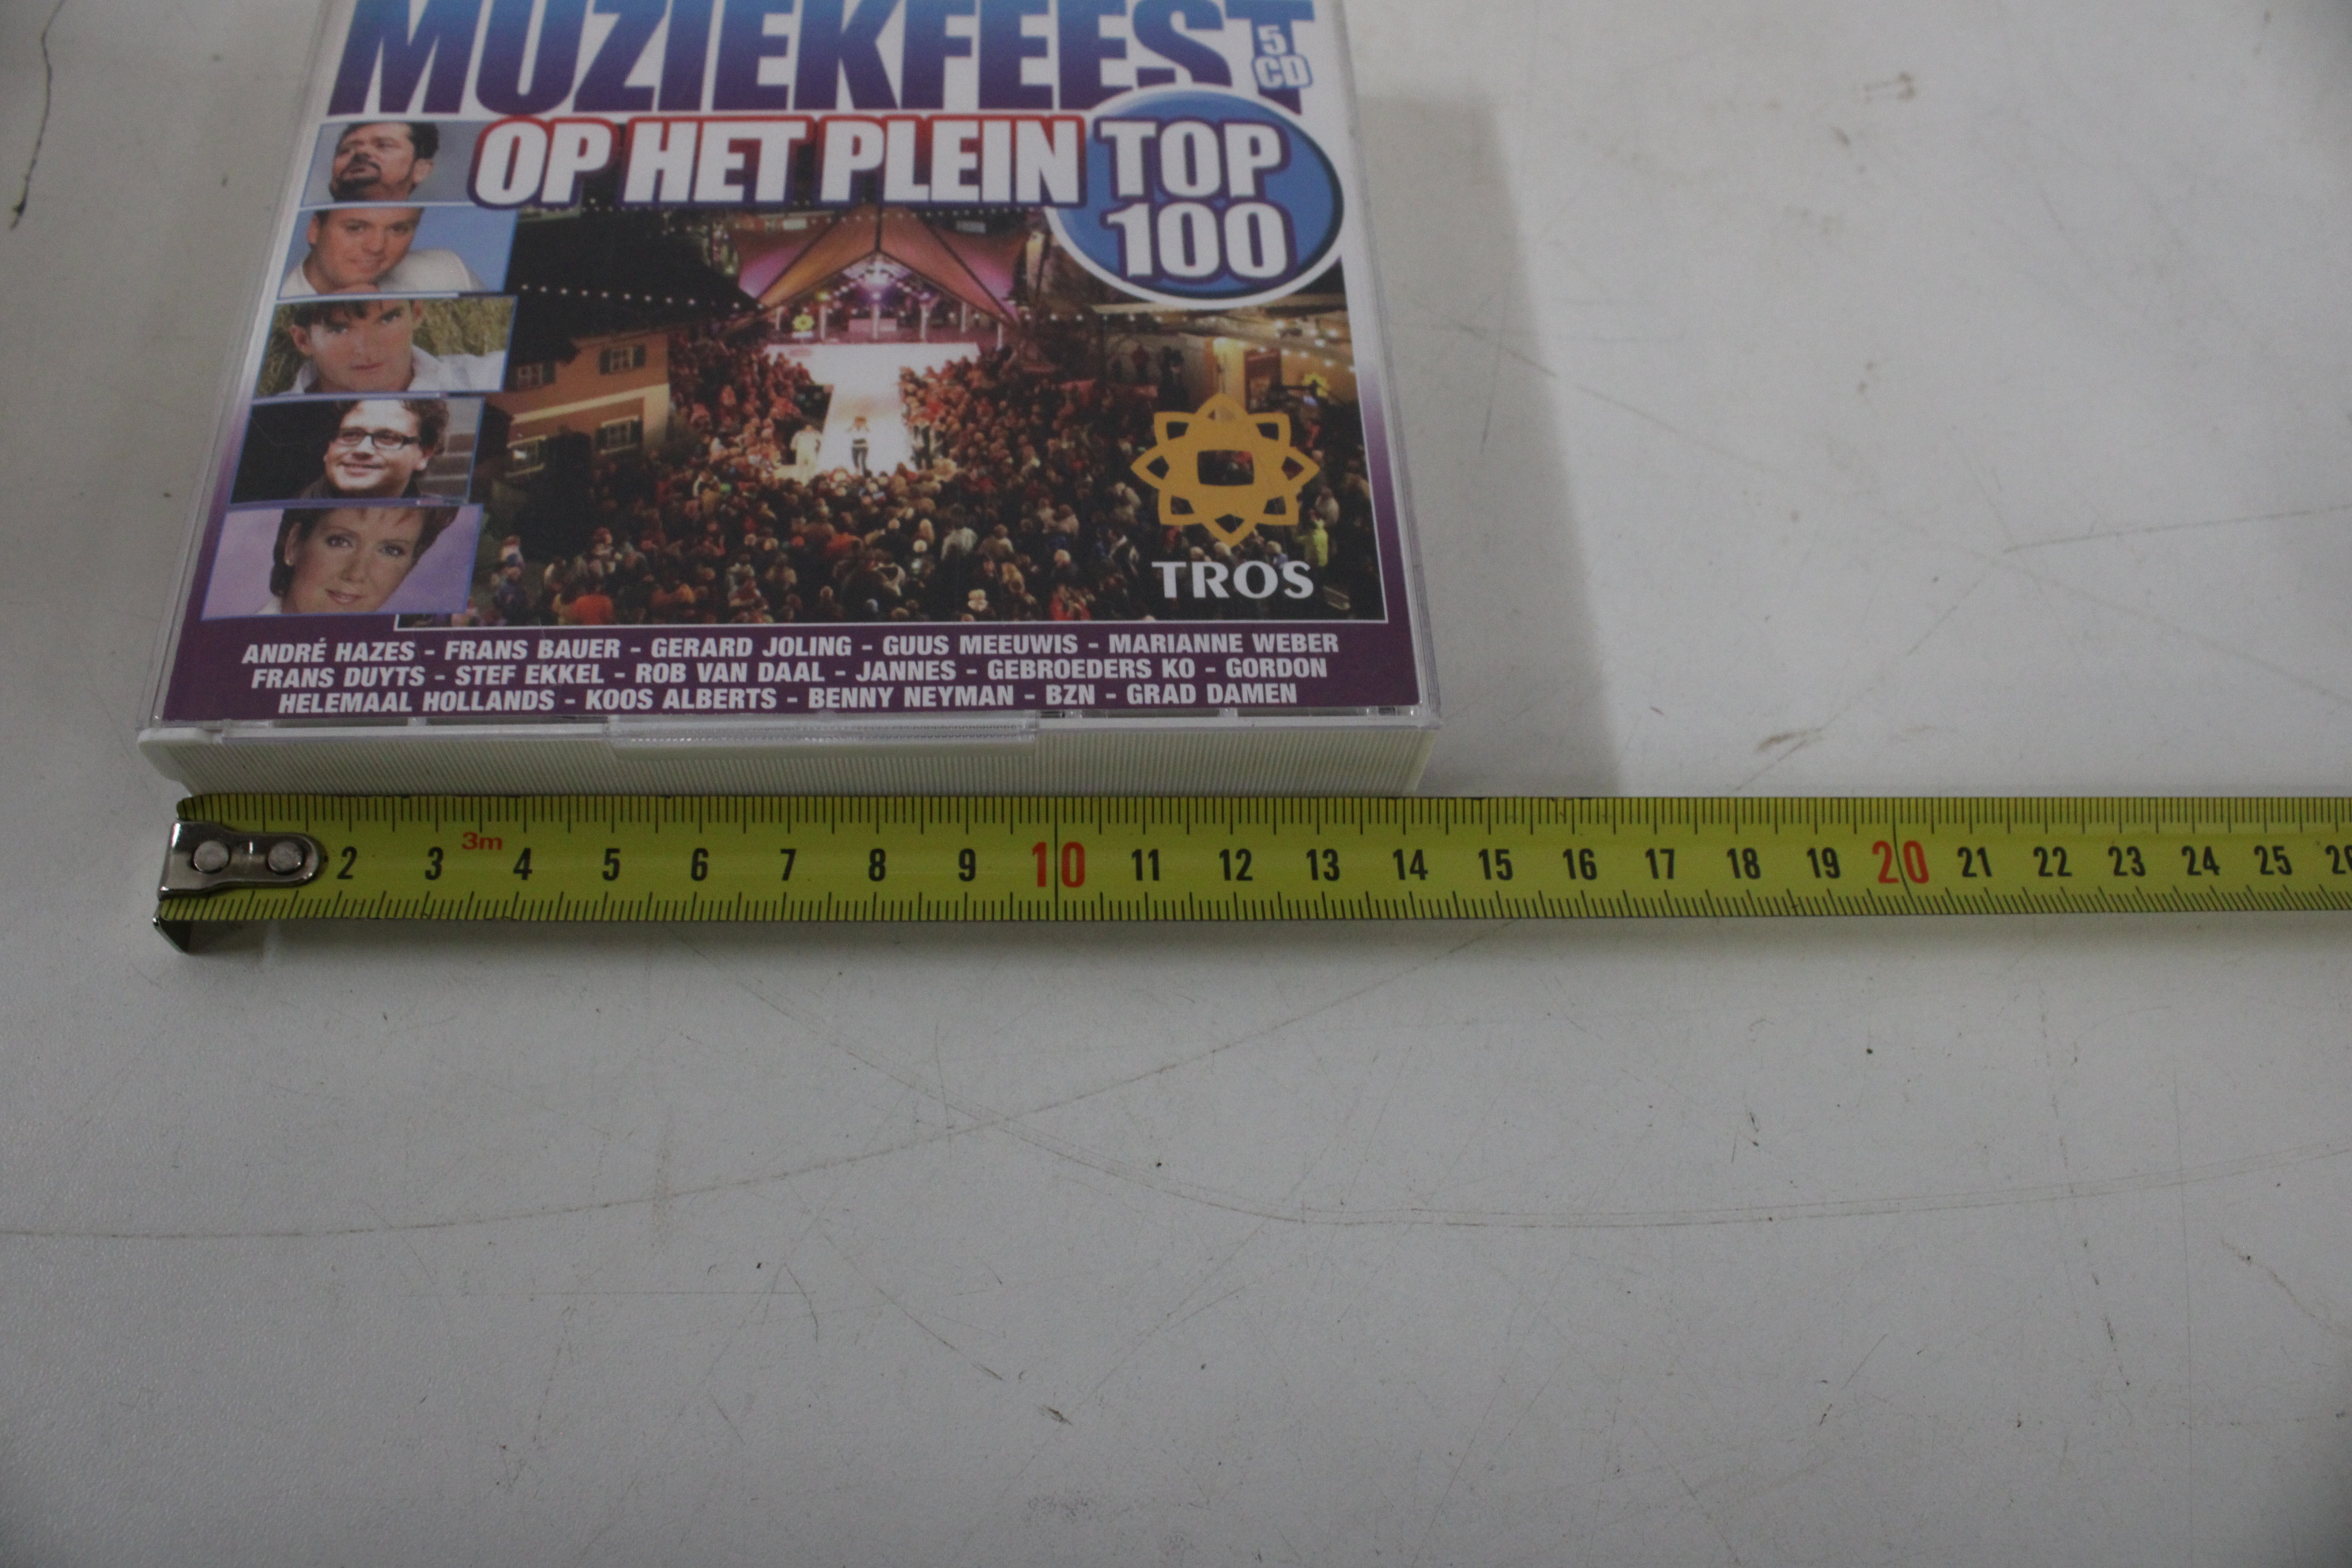 MUZIEKFEEST
5
CD
OP HET PLEIN
TOP
100
TROS
ANDRÉ HAZES - FRANS BAUER - GERARD JOLING - GUUS MEEUWIS - MARIANNE WEBER
FRANS DUYTS - STEF EKKEL - ROB VAN DAAL - JANNES - GEBROEDERS KO - GORDON
HELEMAAL HOLLANDS - KOOS ALBERTS - BENNY NEYMAN - BZN - GRAD DAMEN
3m
2 3 4 5 6 7 8 9 10 11 12 13 14 15 16 17 18 19 20 21 22 23 24 25